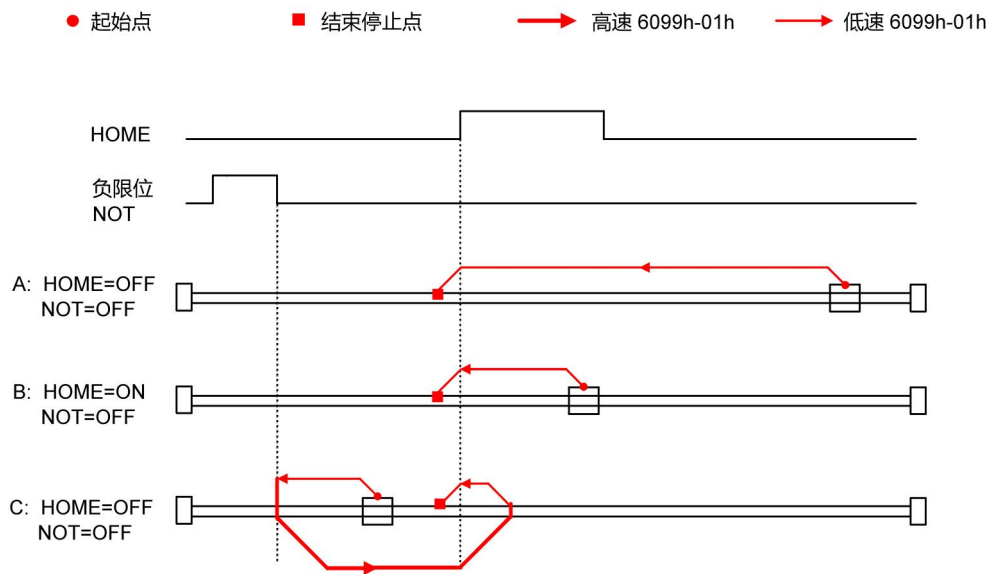 起始点 结束停止点 高速 6099h-01h 低速 6099h-01h
HOME
负限位
NOT
A: HOME=OFF
NOT=OFF
B: HOME=ON
NOT=OFF
C: HOME=OFF
NOT=OFF